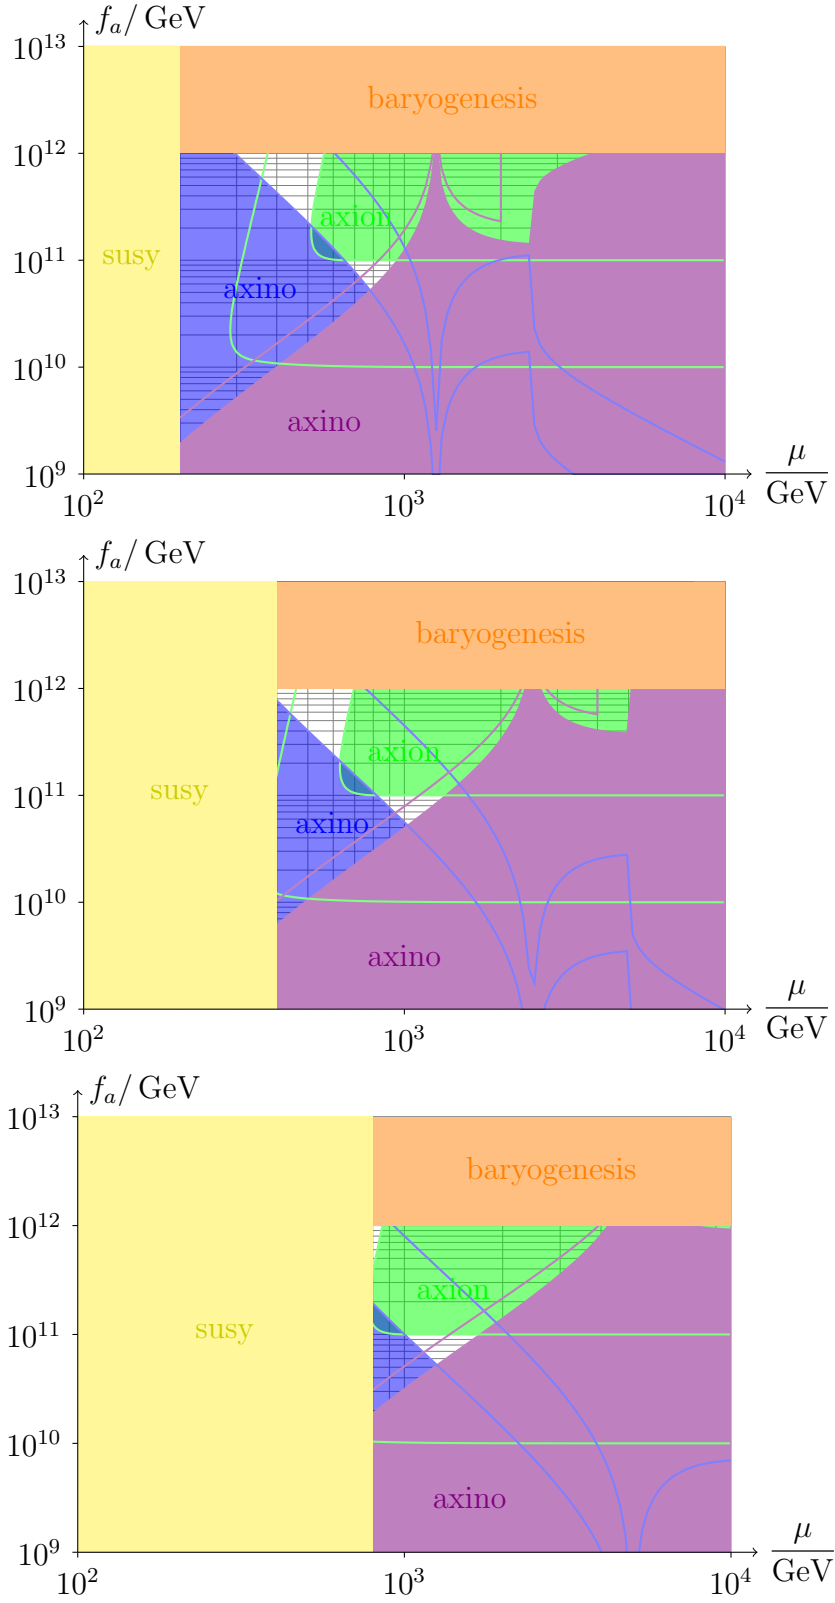 f_a/ GeV
10^13
baryogenesis
10^12
axion
susy
10^11
axino
10^10
axino
10^9
10^2
10^3
10^4
μ
GeV
f_a/ GeV
10^13
baryogenesis
10^12
axion
susy
10^11
axino
10^10
axino
10^9
10^2
10^3
10^4
μ
GeV
f_a/ GeV
10^13
baryogenesis
10^12
axion
susy
10^11
10^10
axino
10^9
10^2
10^3
10^4
μ
GeV